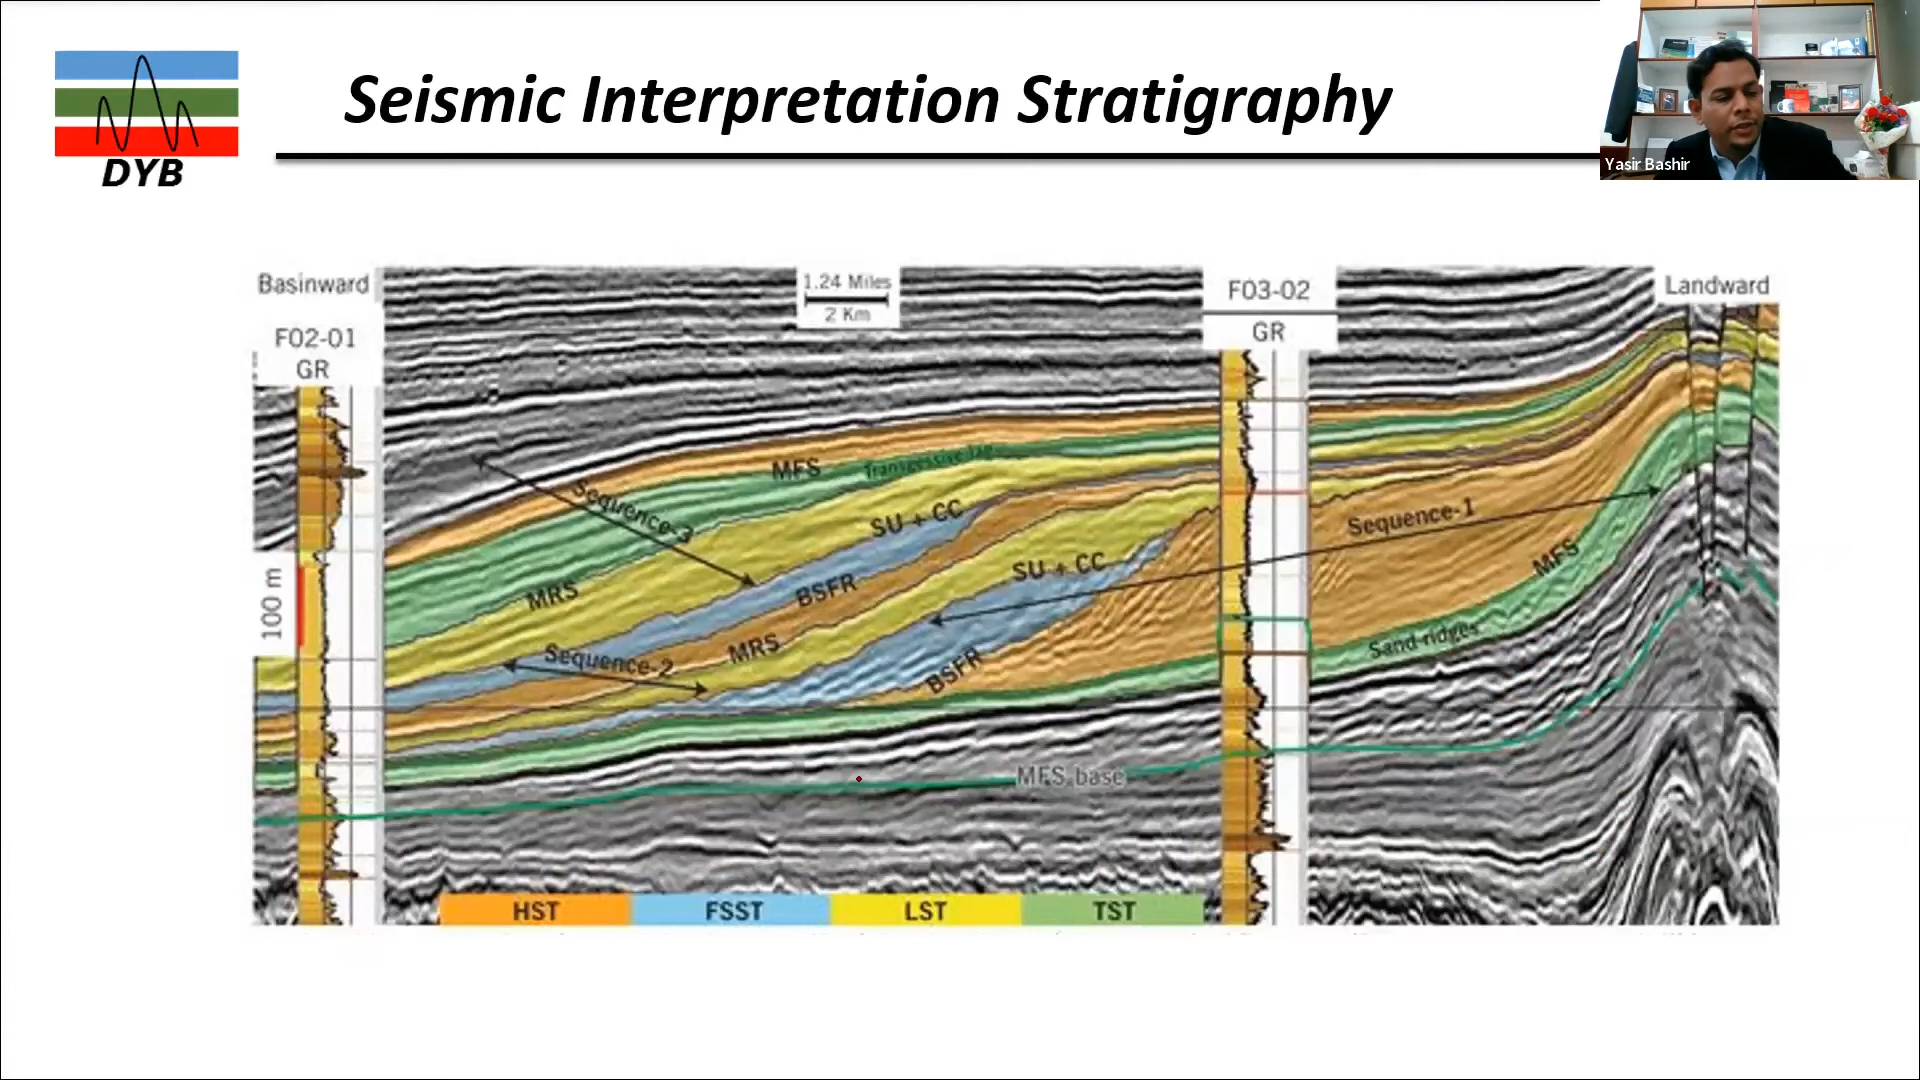 DYB
Seismic Interpretation Stratigraphy
Yasir Bashir
Basinward
1.24 Miles
2 Km
F03-02
GR
Landward
F02-01
GR
100 m
MFS
Transgressive lag
Sequence-3
SU + CC
Sequence-1
SU + CC
MFS
MRS
BSFR
MRS
Sequence-2
BSFR
Sand ridges
MFS base
HST
FSST
LST
TST